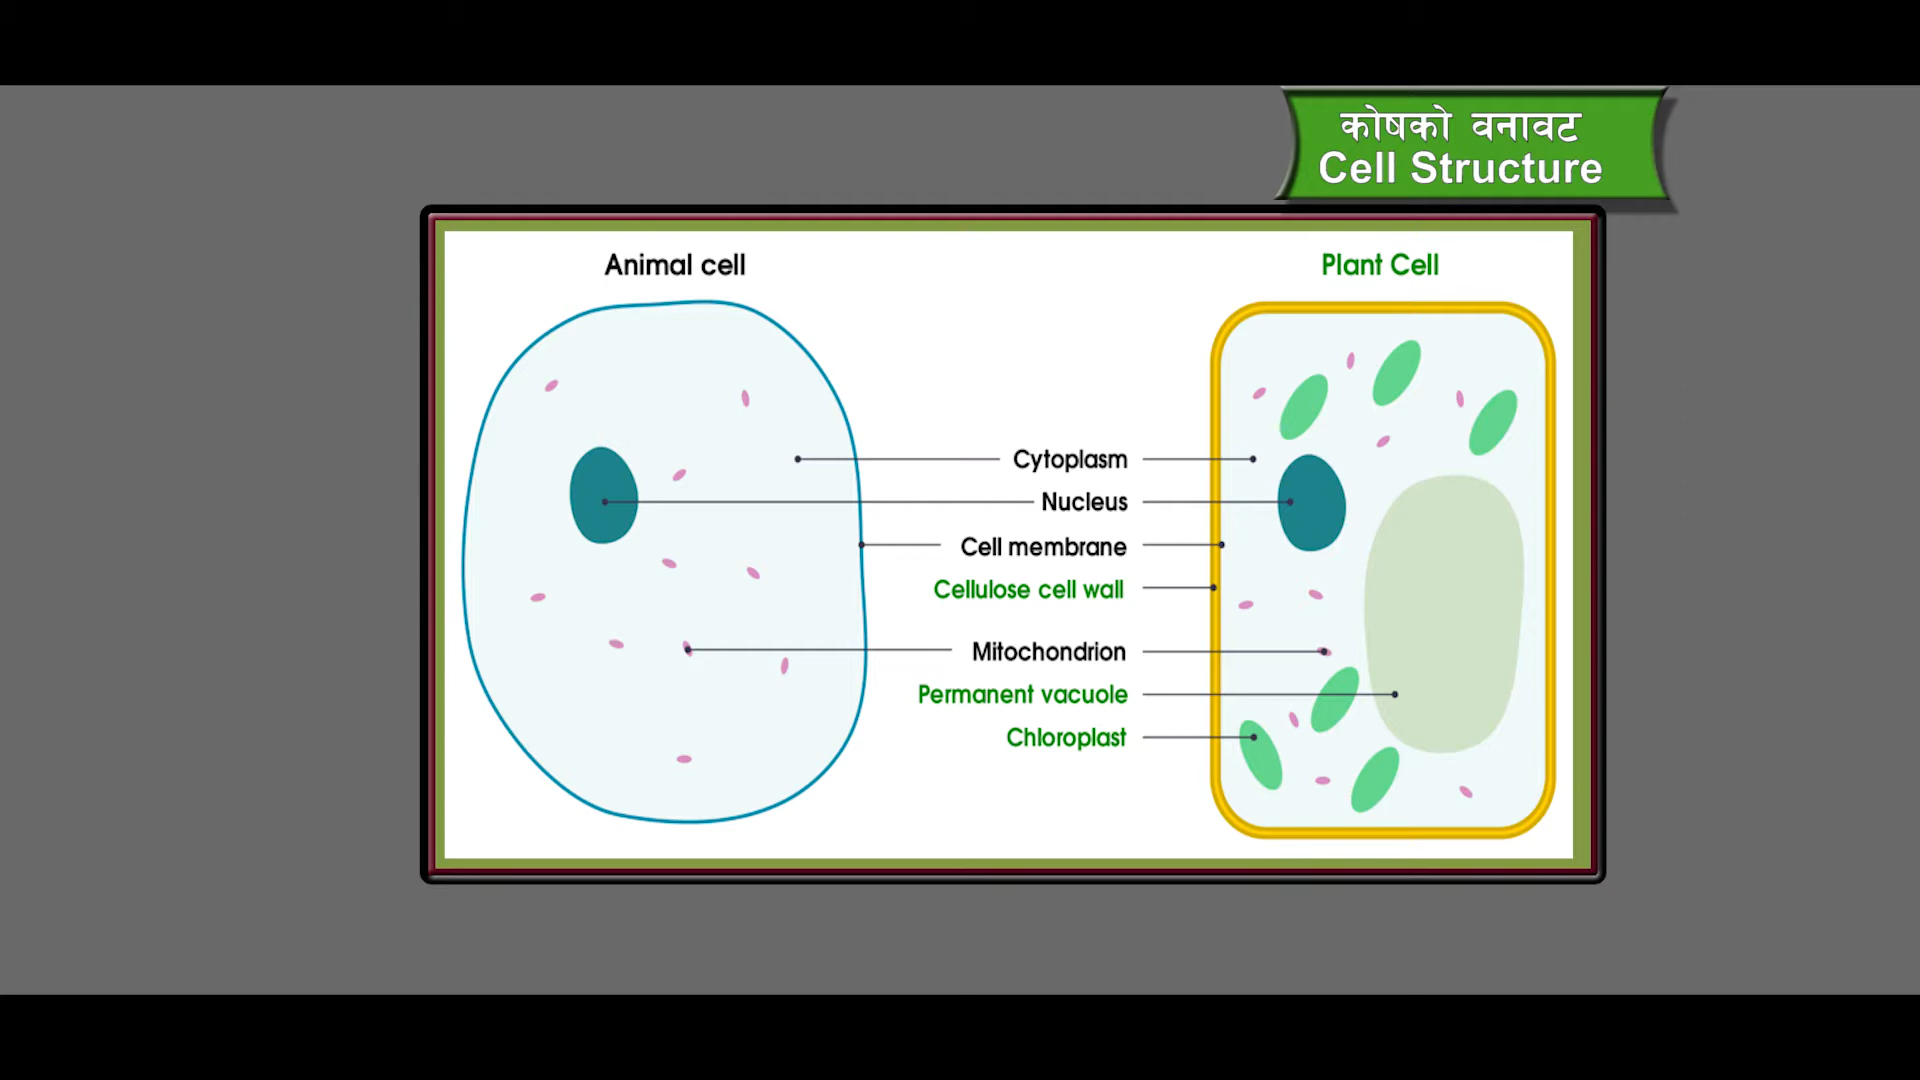 कोषको वनावट
Cell Structure
Animal cell
Plant Cell
Cytoplasm
Nucleus
Cell membrane
Cellulose cell wall
Mitochondrion
Permanent vacuole
Chloroplast